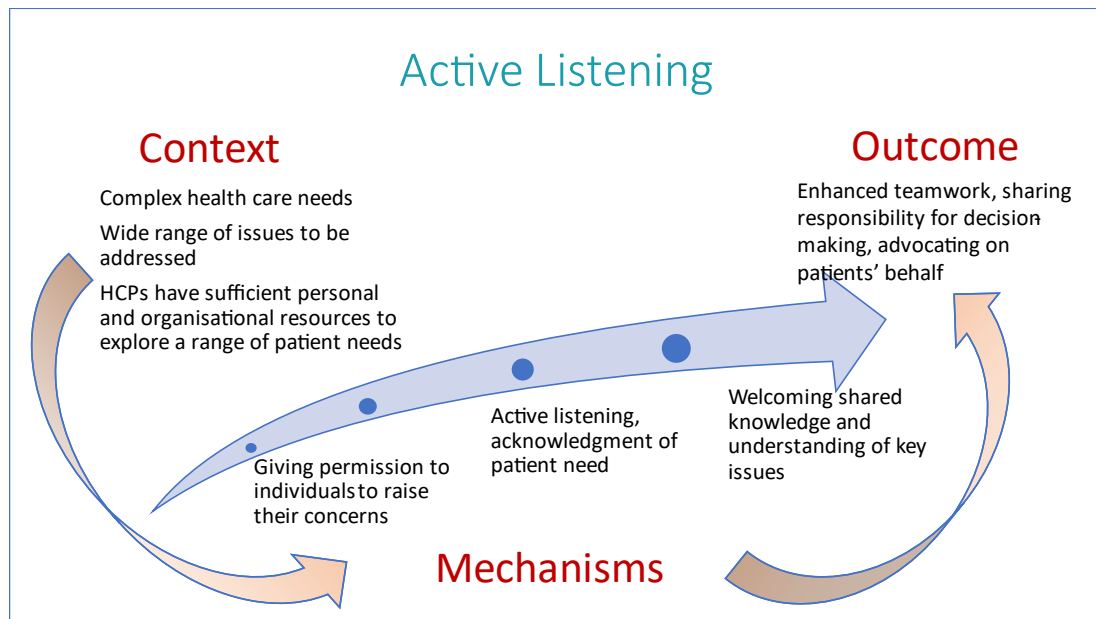 Active Listening
Context
Complex health care needs
Wide range of issues to be
addressed
HCPs have sufficient personal
and organisational resources to
explore a range of patient needs
Outcome
Enhanced teamwork, sharing
responsibility for decision-
making, advocating on
patients’ behalf
Giving permission to
individuals to raise
their concerns
Active listening,
acknowledgment of
patient need
Welcoming shared
knowledge and
understanding of key
issues
Mechanisms